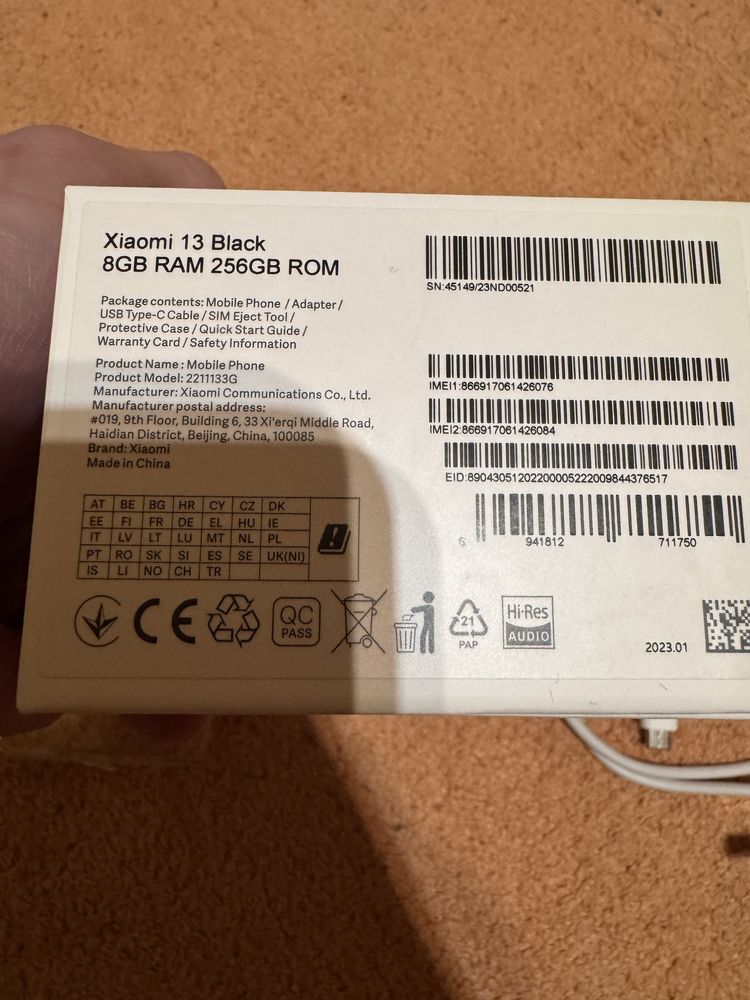 Xiaomi 13 Black
8GB RAM 256GB ROM
Package contents: Mobile Phone / Adapter /
USB Type-C Cable / SIM Eject Tool /
Protective Case / Quick Start Guide /
Warranty Card / Safety Information
Product Name : Mobile Phone
Product Model: 2211133G
Manufacturer: Xiaomi Communications Co., Ltd.
Manufacturer postal address:
#019, 9th Floor, Building 6, 33 Xi'erqi Middle Road,
Haidian District, Beijing, China, 100085
Brand: Xiaomi
Made in China
SN:45149/23ND00521
IMEI1:866917061426076
IMEI2:866917061426084
EID:89043051202200005222009844376517
6 941812 711750
AT BE BG HR CY CZ DK
EE FI FR DE EL HU IE
IT LV LT LU MT NL PL
PT RO SK SI ES SE UK(NI)
IS LI NO CH TR
CE
QC
PASS
21
PAP
Hi-Res
AUDIO
2023.01